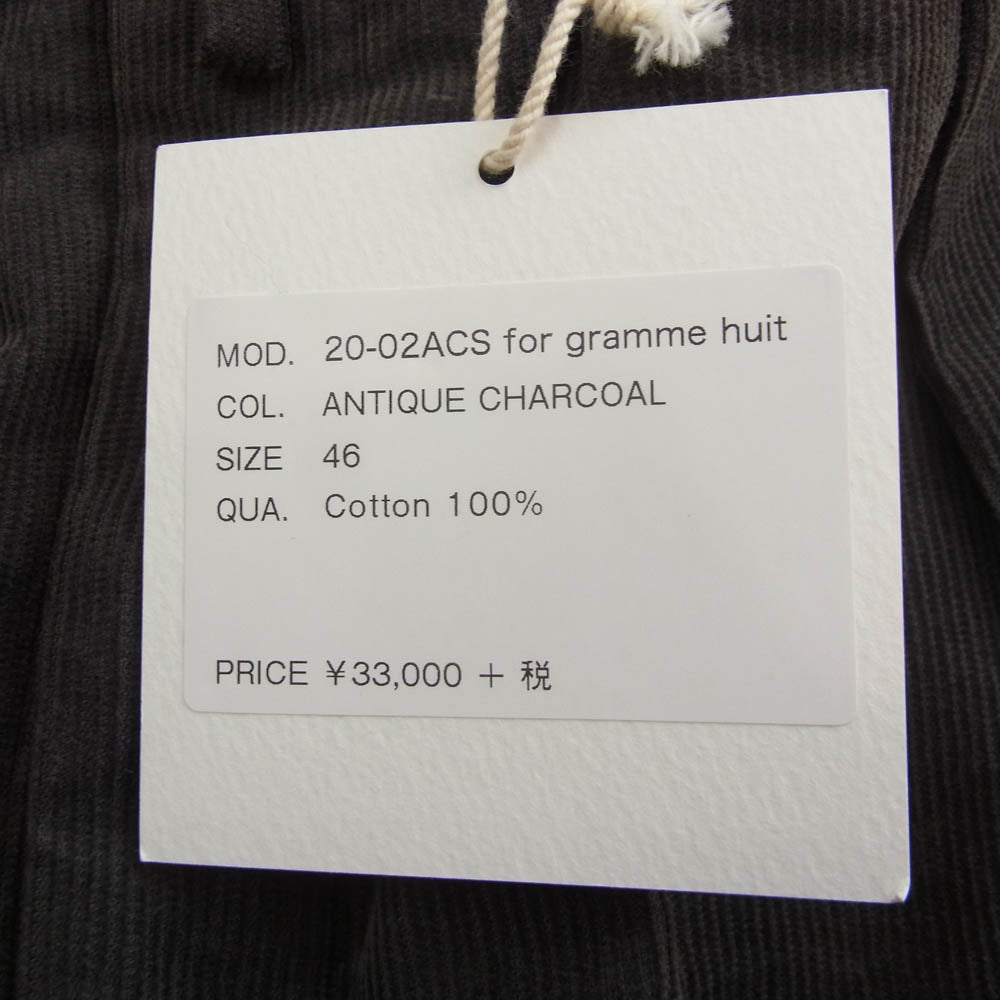 MOD. 20-02ACS for gramme huit
COL. ANTIQUE CHARCOAL
SIZE 46
QUA. Cotton 100%
PRICE ¥33,000 + 税